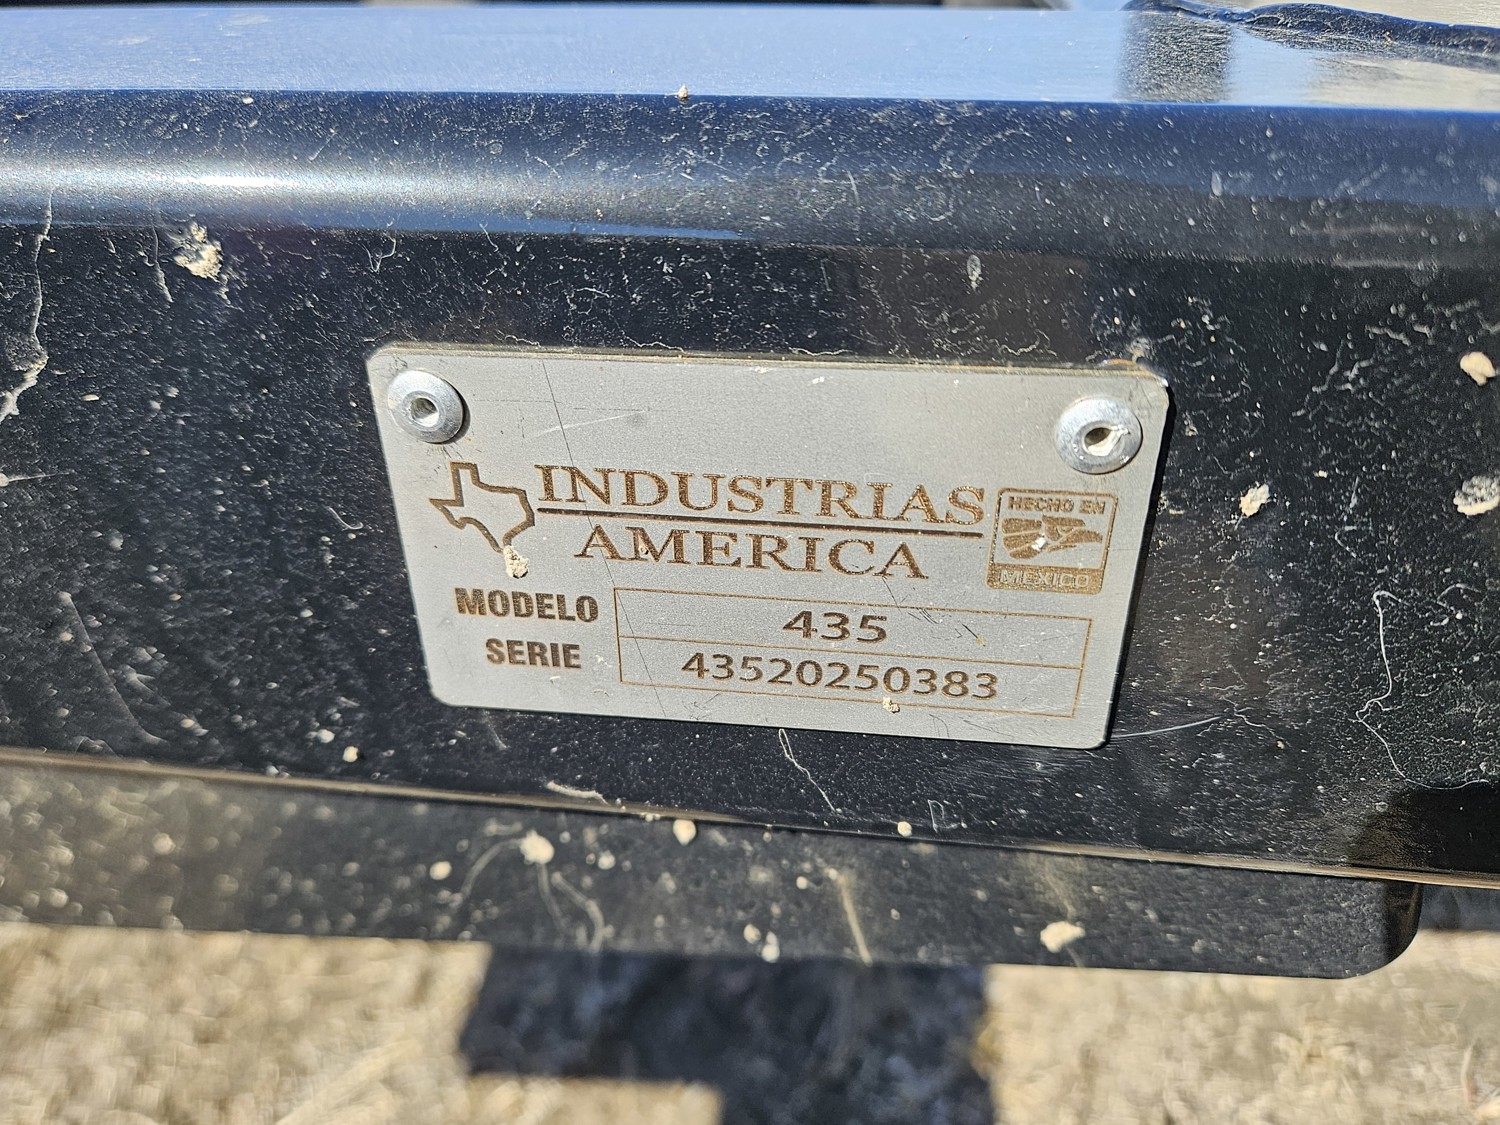 INDUSTRIAS
AMERICA
HECHO EN
MEXICO
MODELO 435
SERIE 43520250383